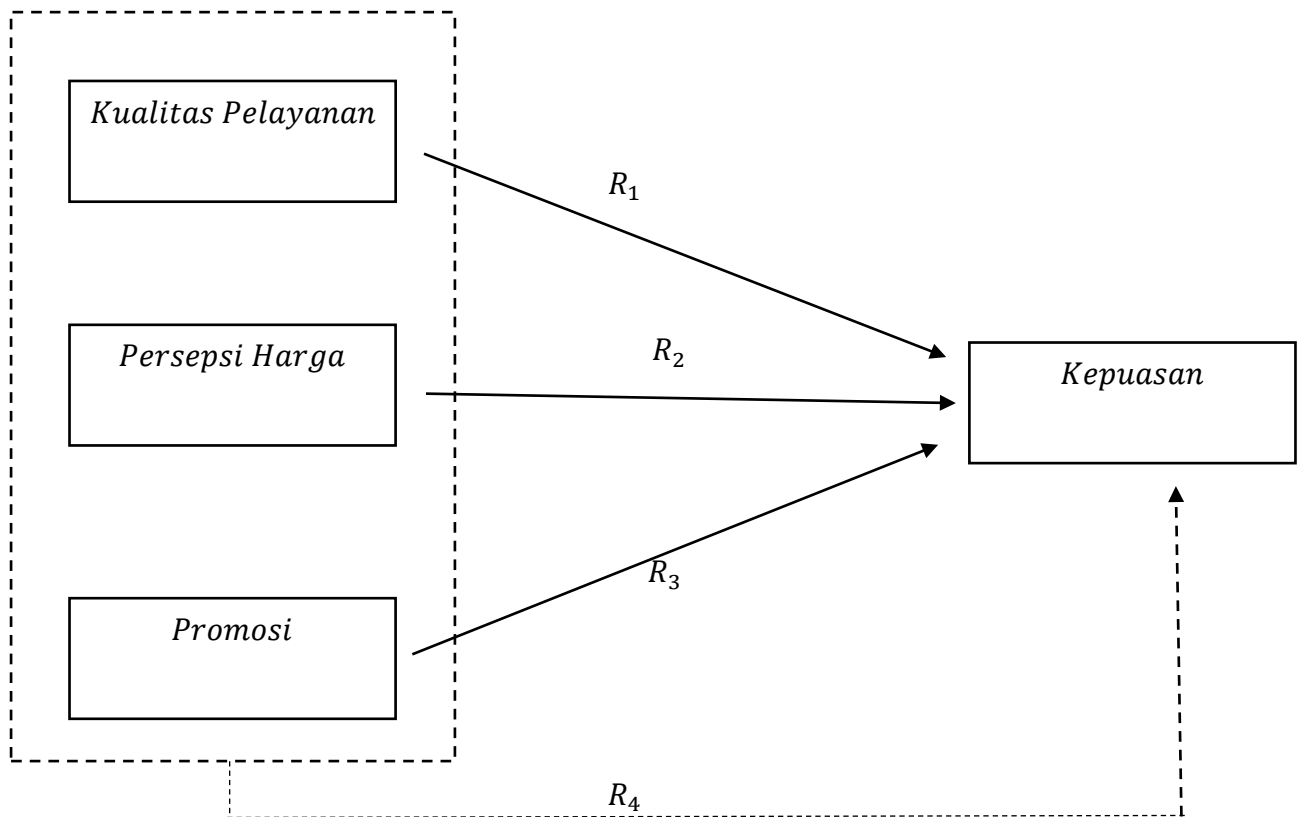 Kualitas Pelayanan
R₁
Persepsi Harga
R₂
Kepuasan
R₃
Promosi
R₄